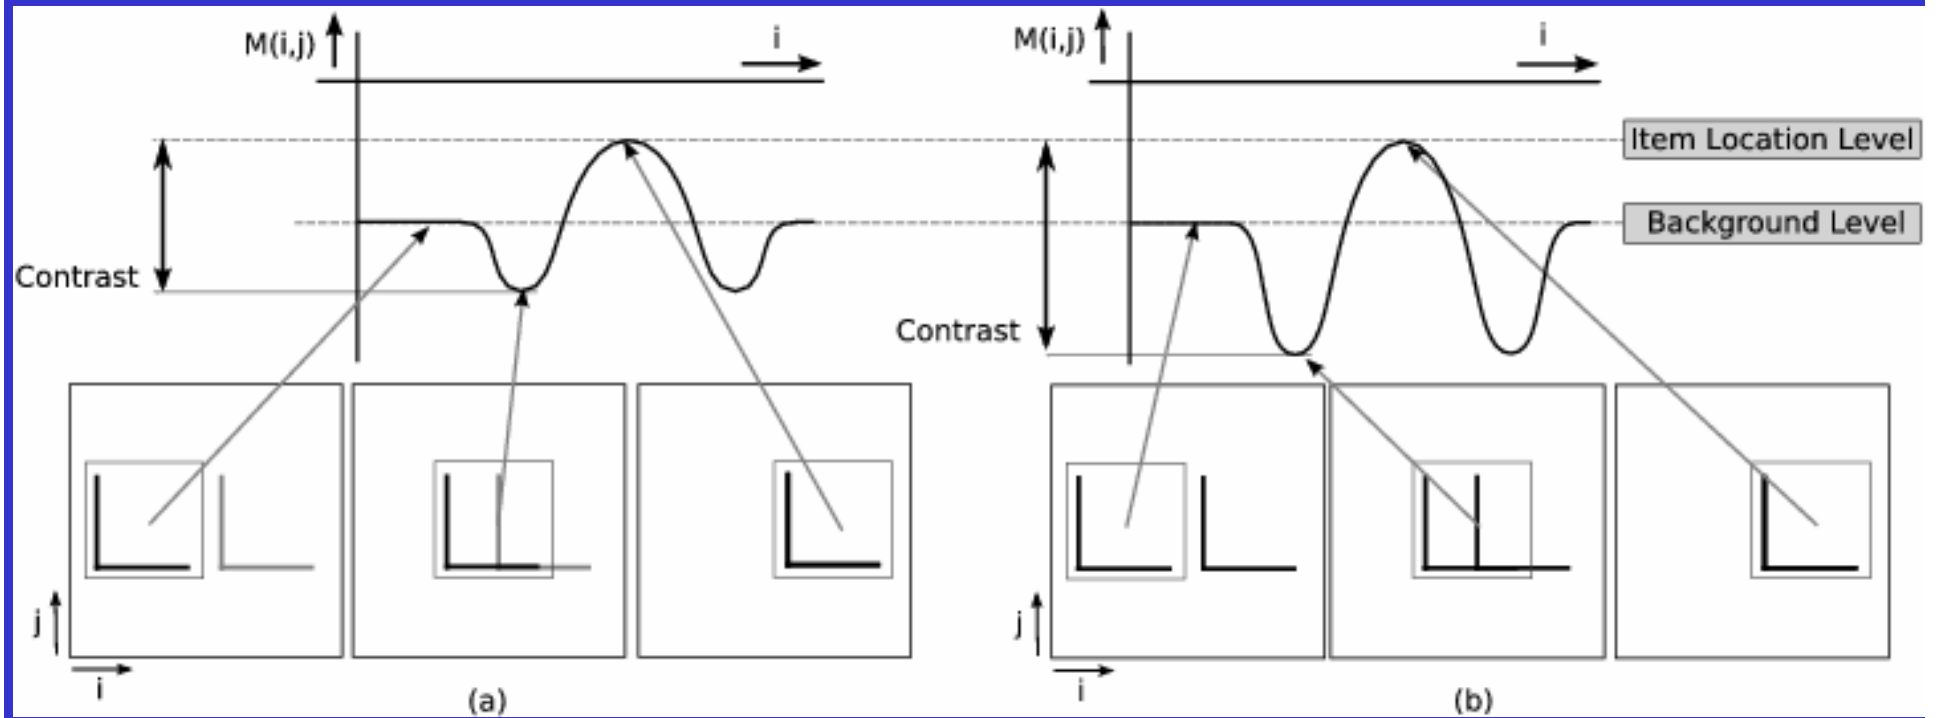 M(i,j)
i
Contrast
j
i
(a)
M(i,j)
i
Item Location Level
Background Level
Contrast
j
i
(b)